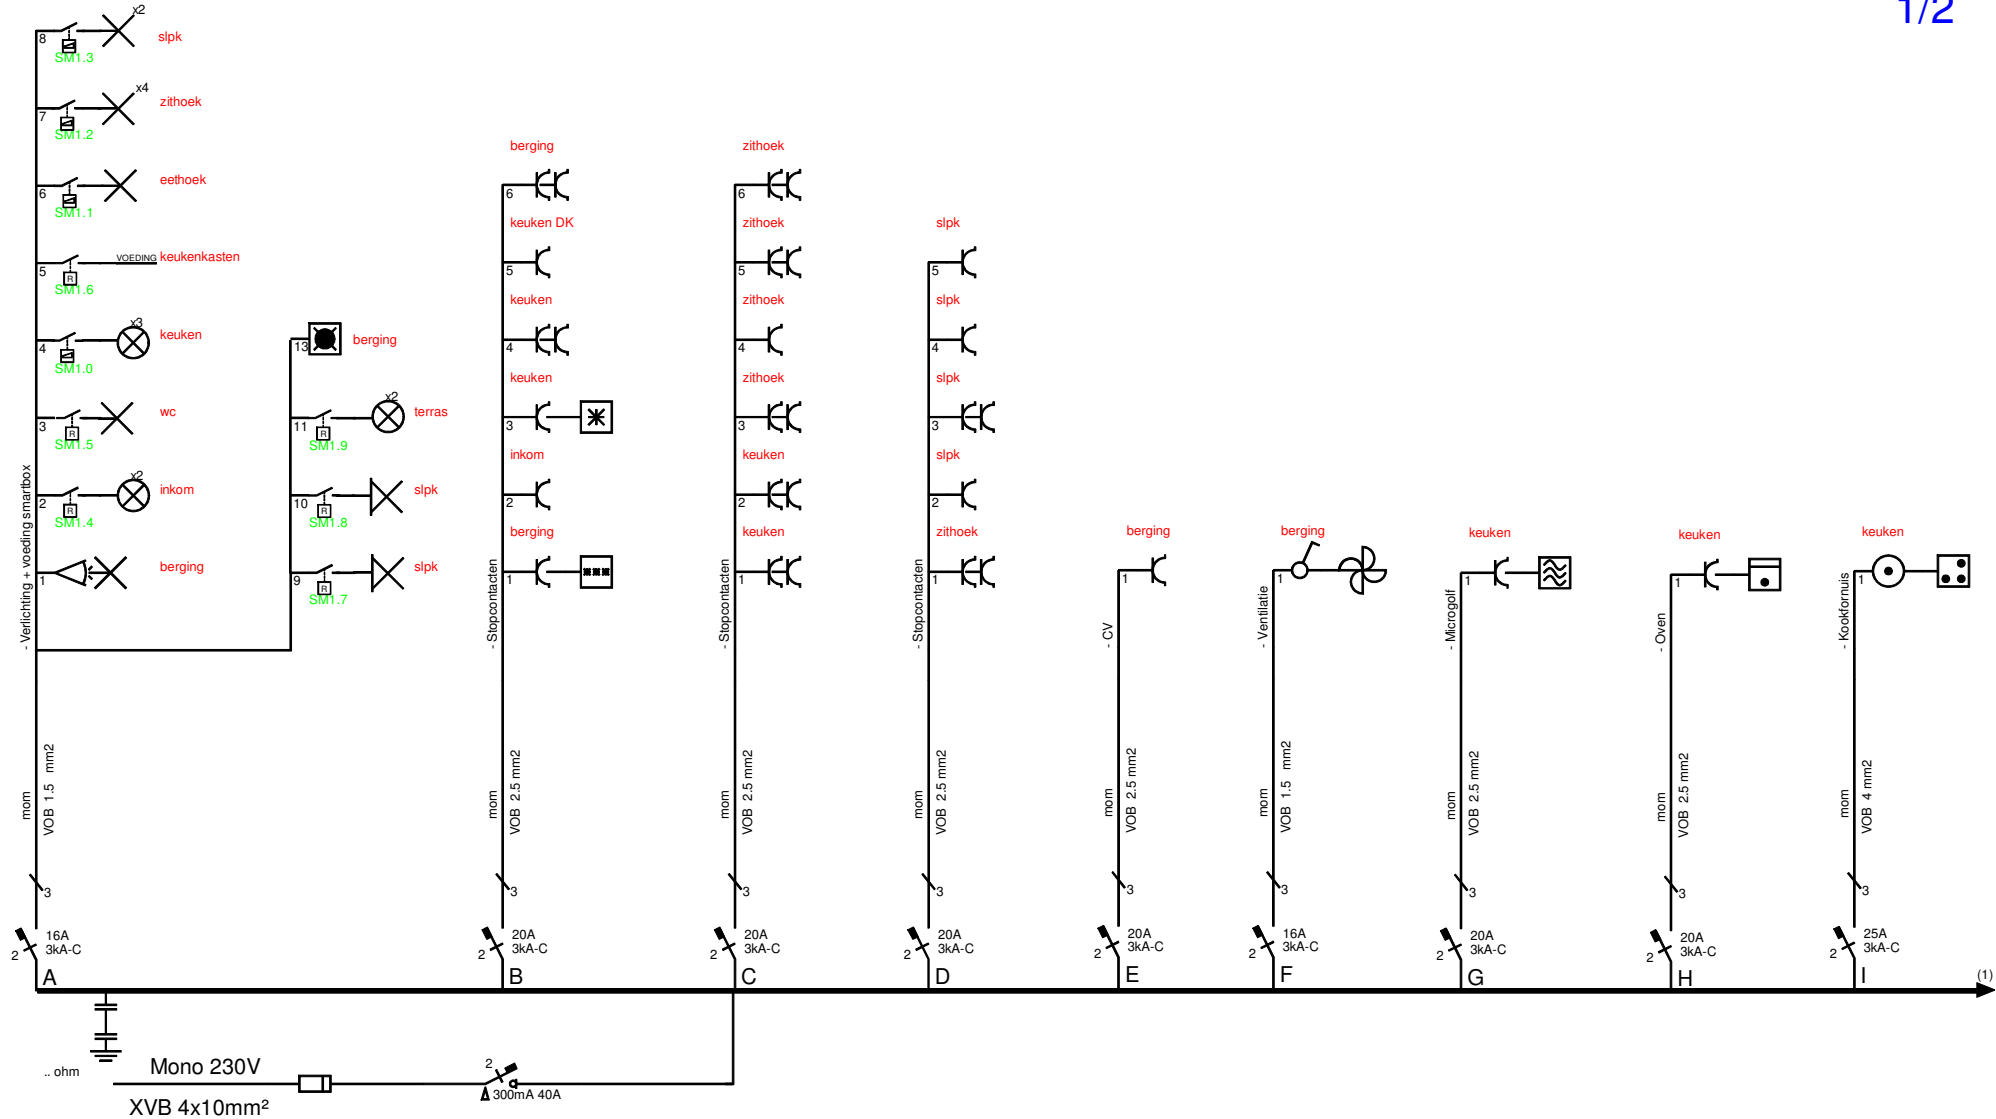 1/2
8
x2
slpk
SM1.3
7
x4
zithoek
SM1.2
6
eethoek
SM1.1
5
VOEDING
keukenkasten
R
SM1.6
4
x3
keuken
SM1.0
3
wc
R
SM1.5
2
x2
inkom
R
SM1.4
1
berging
- Verlichting + voeding smartbox
13
berging
11
x2
terras
R
SM1.9
10
slpk
R
SM1.8
9
slpk
R
SM1.7
mom
VOB 1.5 mm2
3
16A
3kA-C
2
A
berging
6
keuken DK
5
keuken
4
keuken
3
inkom
2
berging
1
- Stopcontacten
mom
VOB 2.5 mm2
3
20A
3kA-C
2
B
zithoek
6
zithoek
5
zithoek
4
zithoek
3
keuken
2
keuken
1
- Stopcontacten
mom
VOB 2.5 mm2
3
20A
3kA-C
2
C
slpk
5
slpk
4
slpk
3
slpk
2
zithoek
1
- Stopcontacten
mom
VOB 2.5 mm2
3
20A
3kA-C
2
D
berging
1
- CV
mom
VOB 2.5 mm2
3
20A
3kA-C
2
E
berging
1
- Ventilatie
mom
VOB 1.5 mm2
3
16A
3kA-C
2
F
keuken
1
- Microgolf
mom
VOB 2.5 mm2
3
20A
3kA-C
2
G
keuken
1
- Oven
mom
VOB 2.5 mm2
3
20A
3kA-C
2
H
keuken
1
- Kookfornuis
mom
VOB 4 mm2
3
25A
3kA-C
2
I
(1)
.. ohm
Mono 230V
XVB 4x10mm²
2
Δ 300mA 40A